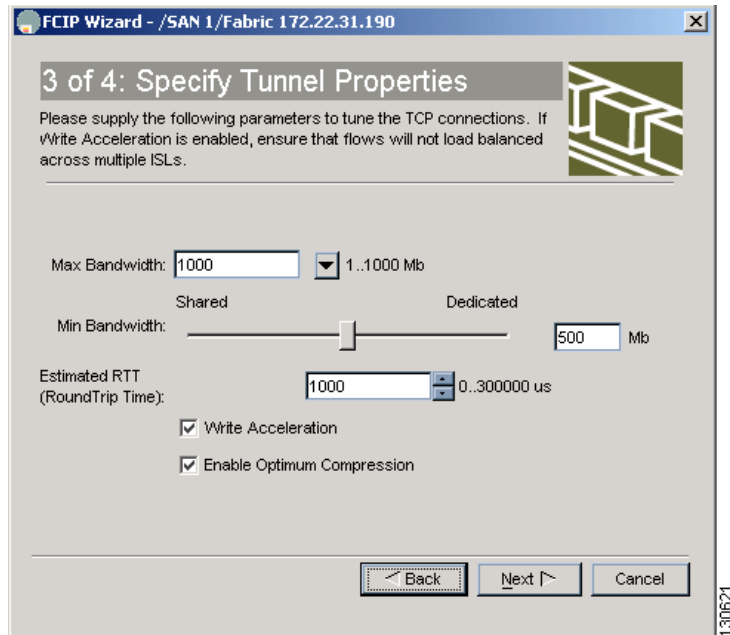 FCIP Wizard - /SAN 1/Fabric 172.22.31.190
3 of 4: Specify Tunnel Properties
Please supply the following parameters to tune the TCP connections. If
Write Acceleration is enabled, ensure that flows will not load balanced
across multiple ISLs.
Max Bandwidth: 1000 1..1000 Mb
Shared Dedicated
Min Bandwidth: 500 Mb
Estimated RTT
(RoundTrip Time): 1000 0..300000 us
Write Acceleration
Enable Optimum Compression
Back Next Cancel
130621